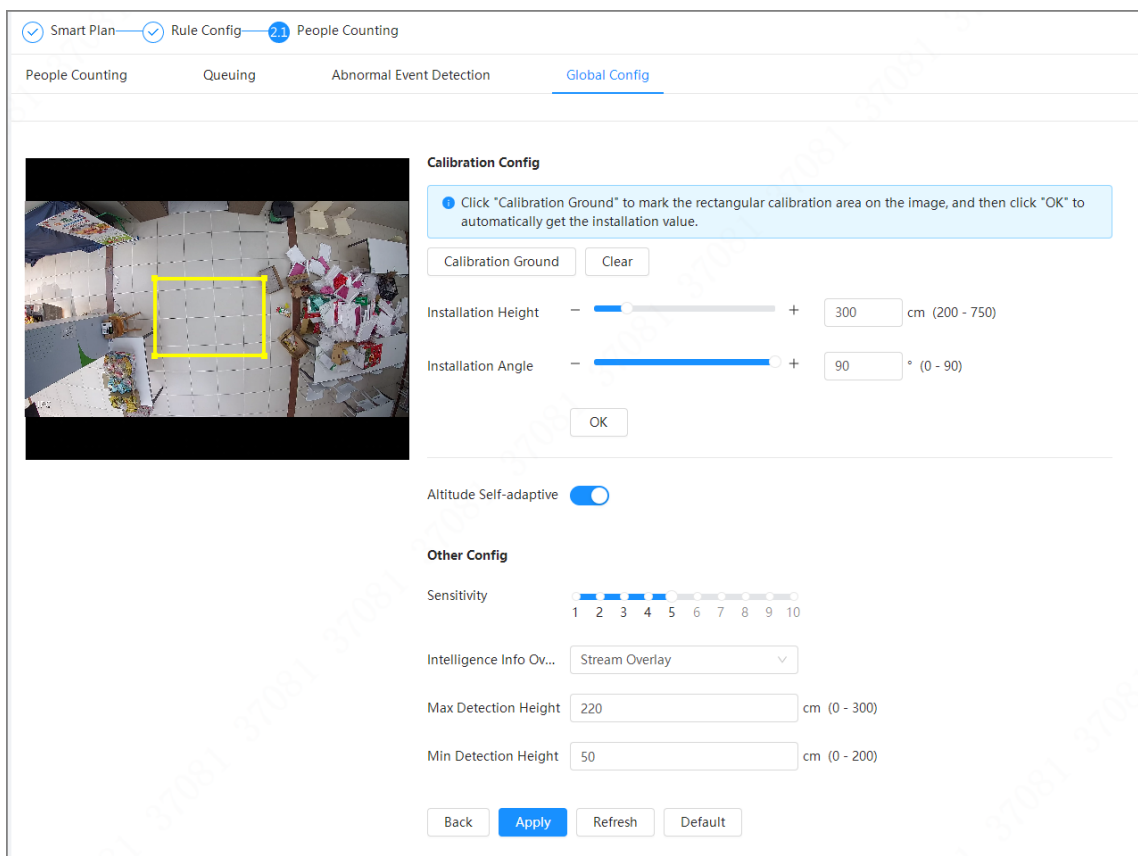 Smart Plan Rule Config 2.1 People Counting
People Counting Queuing Abnormal Event Detection Global Config
Calibration Config
Click "Calibration Ground" to mark the rectangular calibration area on the image, and then click "OK" to
automatically get the installation value.
Calibration Ground Clear
Installation Height − + 300 cm (200 - 750)
Installation Angle − + 90 ° (0 - 90)
OK
Altitude Self-adaptive
Other Config
Sensitivity
1 2 3 4 5 6 7 8 9 10
Intelligence Info Ov... Stream Overlay
Max Detection Height 220 cm (0 - 300)
Min Detection Height 50 cm (0 - 200)
Back Apply Refresh Default
37081 37081 37081